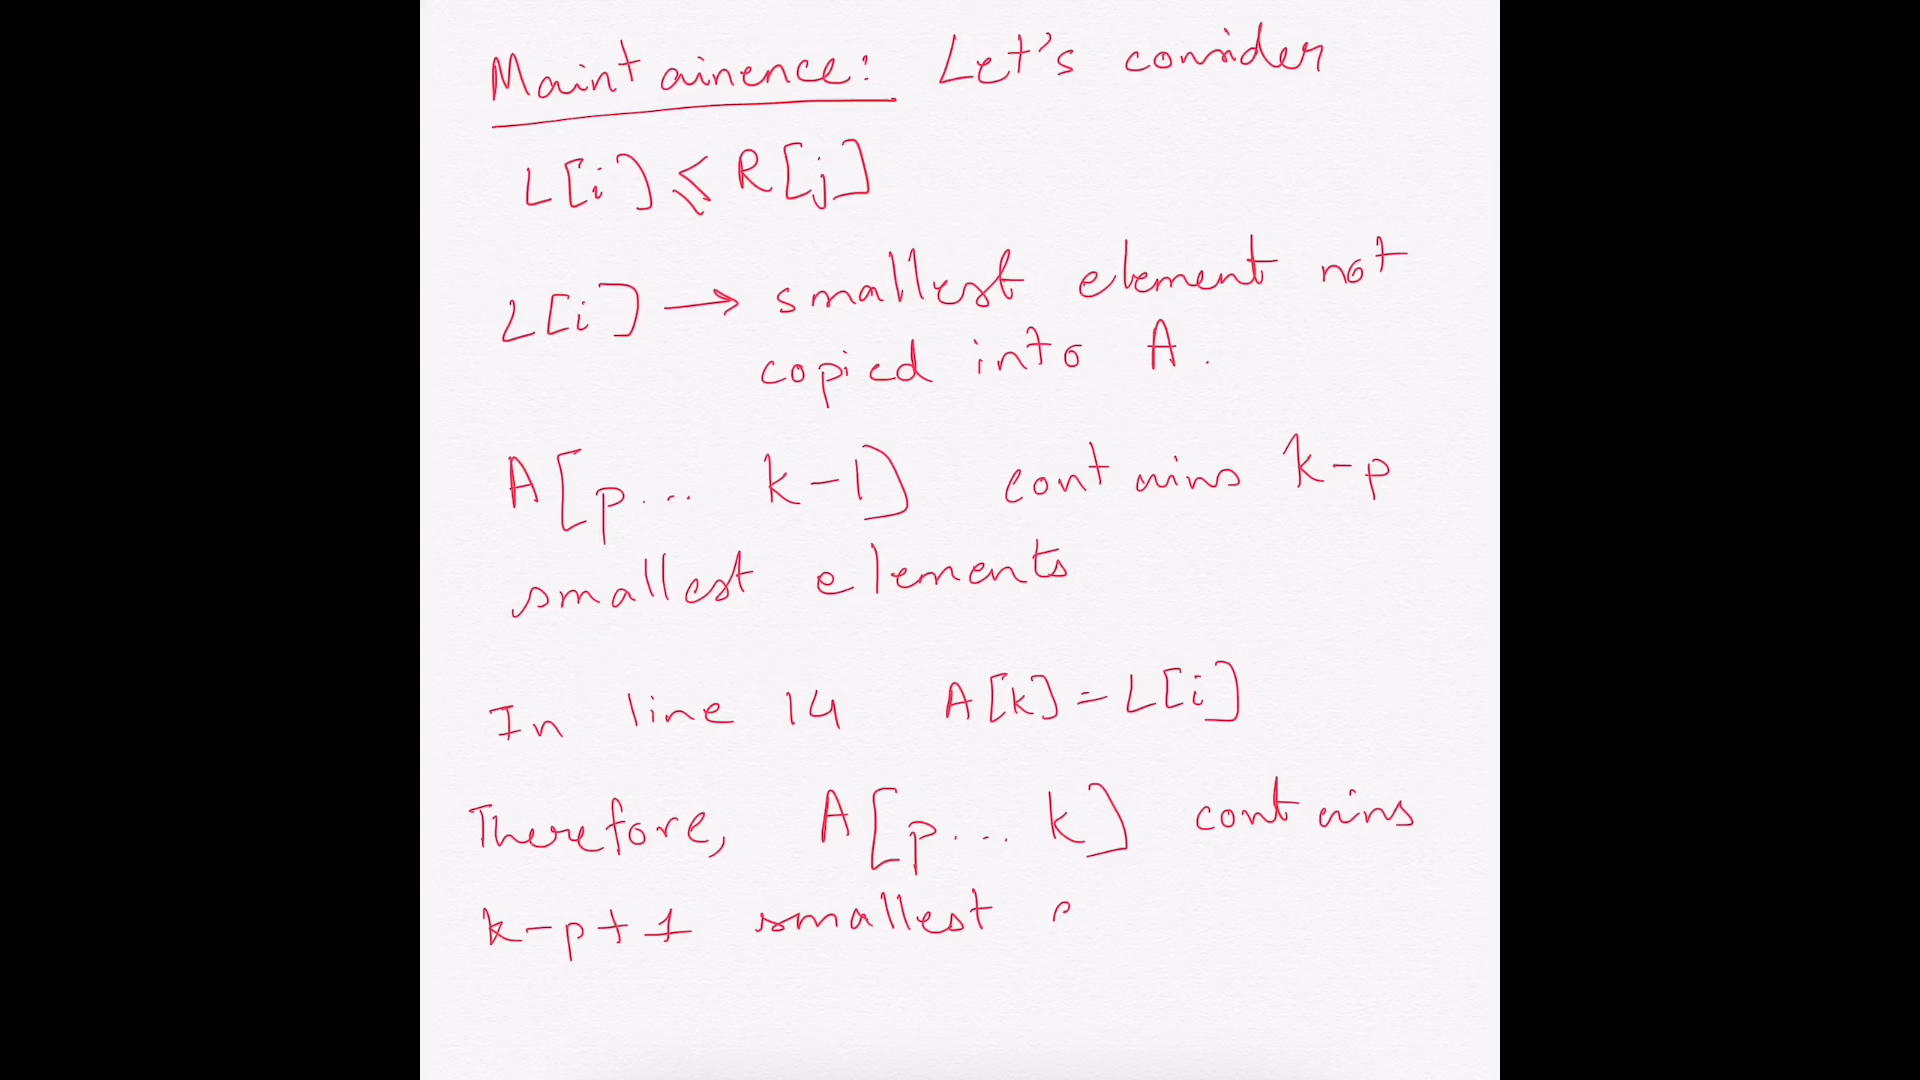 Maintainence: Let's consider
L[i] ≤ R[j]
L[i] → smallest element not
copied into A.
A[p... k-1] contains k-p
smallest elements
In line 14 A[k] = L[i]
Therefore, A[p... k] contains
k-p+1 smallest